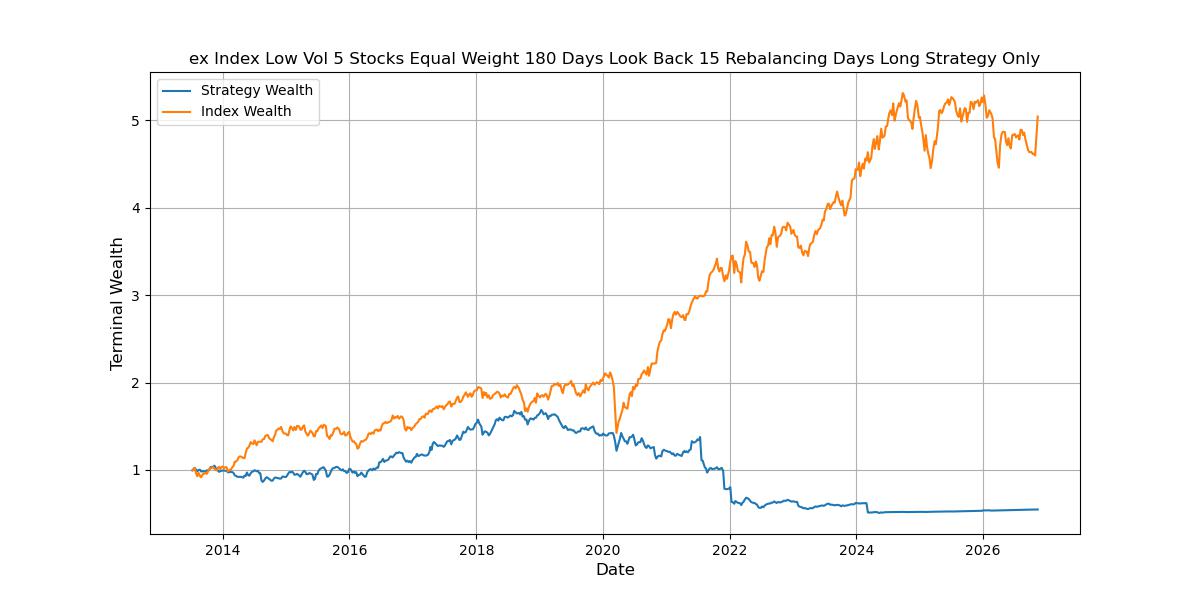 ex Index Low Vol 5 Stocks Equal Weight 180 Days Look Back 15 Rebalancing Days Long Strategy Only
Strategy Wealth
Index Wealth
Terminal Wealth
5
4
3
2
1
2014 2016 2018 2020 2022 2024 2026
Date